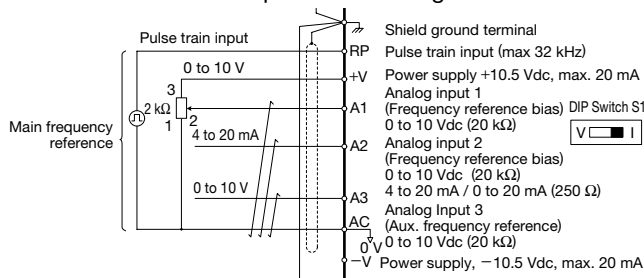 Shield ground terminal
Pulse train input
RP Pulse train input (max 32 kHz)
0 to 10 V
+V Power supply +10.5 Vdc, max. 20 mA
3
2 kΩ
1 2
A1 Analog input 1
(Frequency reference bias)
0 to 10 Vdc (20 kΩ)
DIP Switch S1
V I
Main frequency
reference
4 to 20 mA
A2 Analog input 2
(Frequency reference bias)
0 to 10 Vdc (20 kΩ)
4 to 20 mA / 0 to 20 mA (250 Ω)
0 to 10 V
A3 Analog Input 3
(Aux. frequency reference)
0 to 10 Vdc (20 kΩ)
AC
0 V
−V Power supply, −10.5 Vdc, max. 20 mA